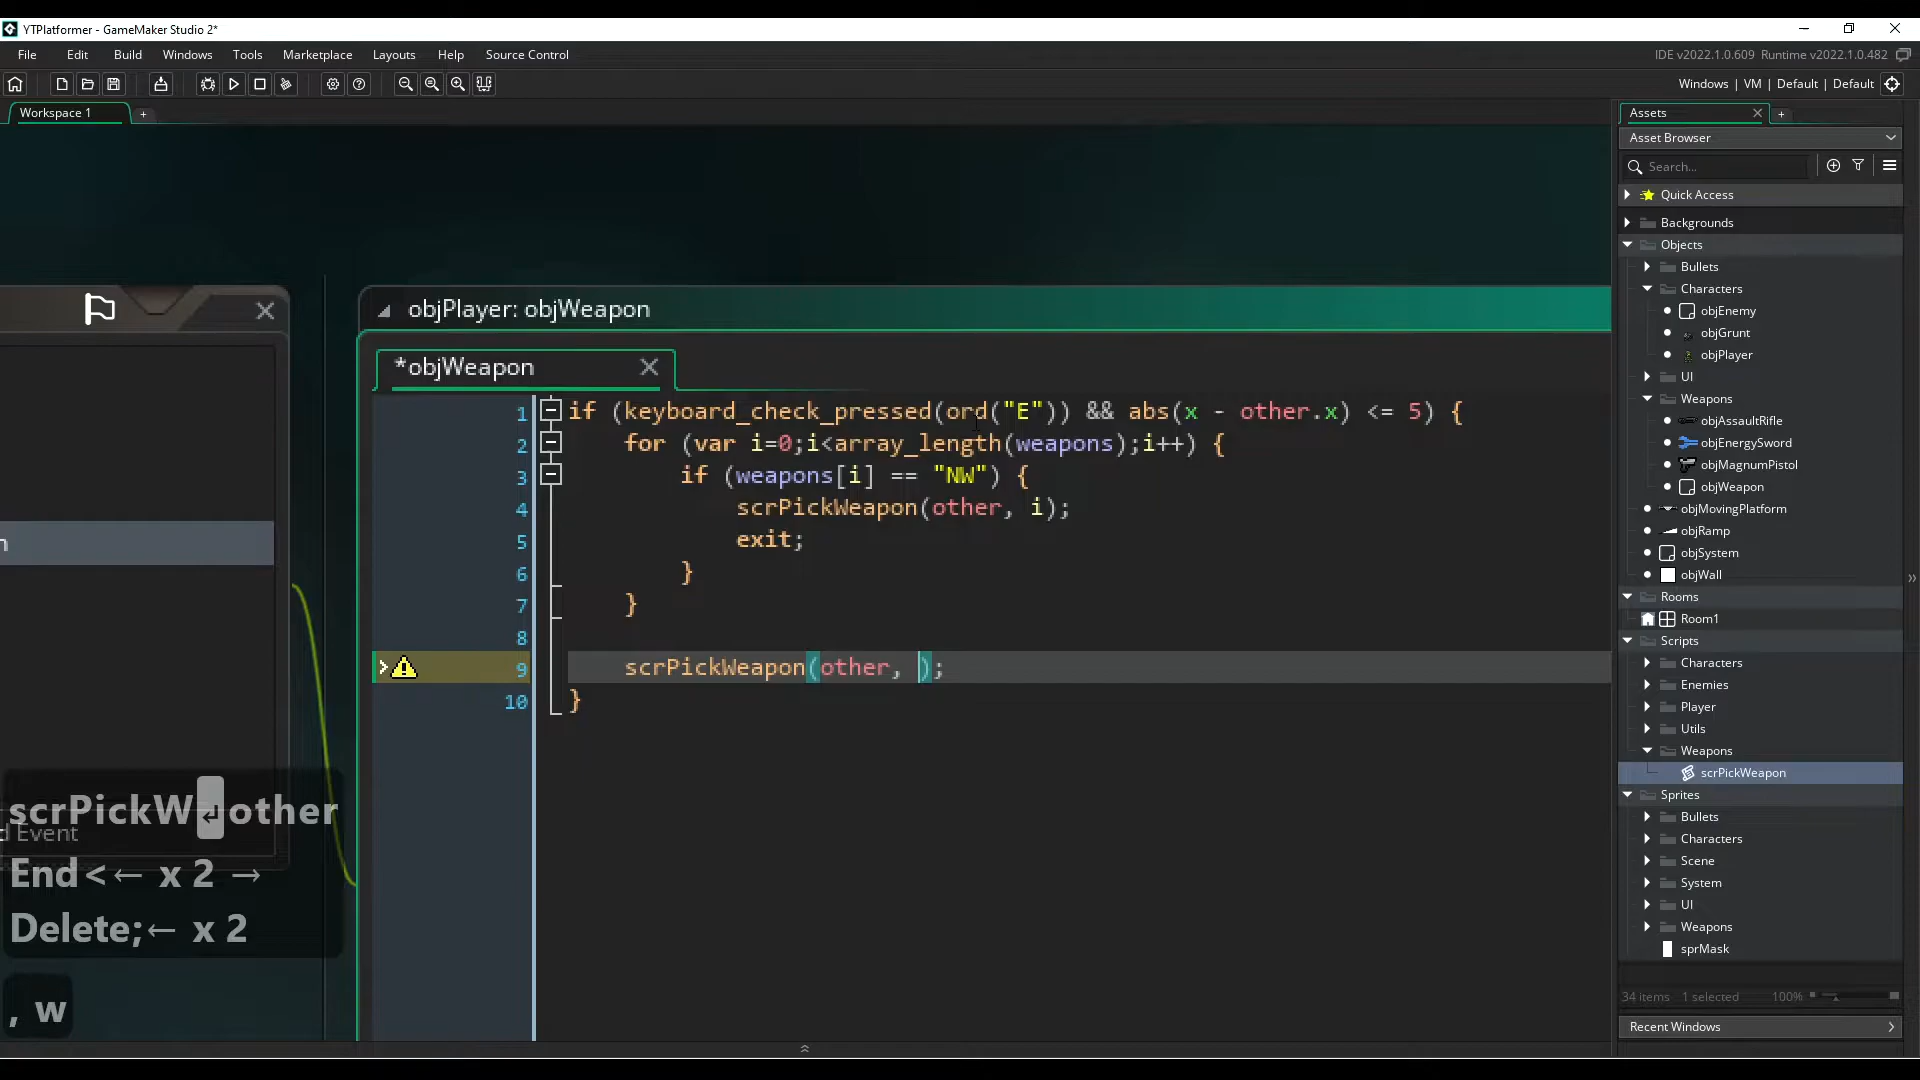 YTPlatformer - GameMaker Studio 2*
File Edit Build Windows Tools Marketplace Layouts Help Source Control
IDE v2022.1.0.609 Runtime v2022.1.0.482
Windows | VM | Default | Default
Workspace 1
objPlayer: objWeapon
*objWeapon
1 if (keyboard_check_pressed(ord("E")) && abs(x - other.x) <= 5) {
2 for (var i=0;i<array_length(weapons);i++) {
3 if (weapons[i] == "NW") {
4 scrPickWeapon(other, i);
5 exit;
6 }
7 }
8
9 scrPickWeapon(other, );
10 }
n
d Event
scrPickW↵other
End<← x 2 →
Delete;← x 2
, w
Assets
Asset Browser
Search...
Quick Access
Backgrounds
Objects
Bullets
Characters
objEnemy
objGrunt
objPlayer
UI
Weapons
objAssaultRifle
objEnergySword
objMagnumPistol
objWeapon
objMovingPlatform
objRamp
objSystem
objWall
Rooms
Room1
Scripts
Characters
Enemies
Player
Utils
Weapons
scrPickWeapon
Sprites
Bullets
Characters
Scene
System
UI
Weapons
sprMask
34 items 1 selected 100%
Recent Windows